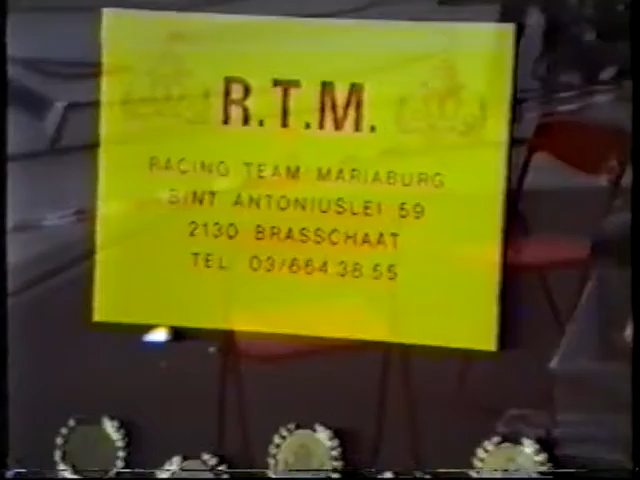 R.T.M.
RACING TEAM MARIABURG
SINT ANTONIUSLEI 59
2130 BRASSCHAAT
TEL 03/664.38.55